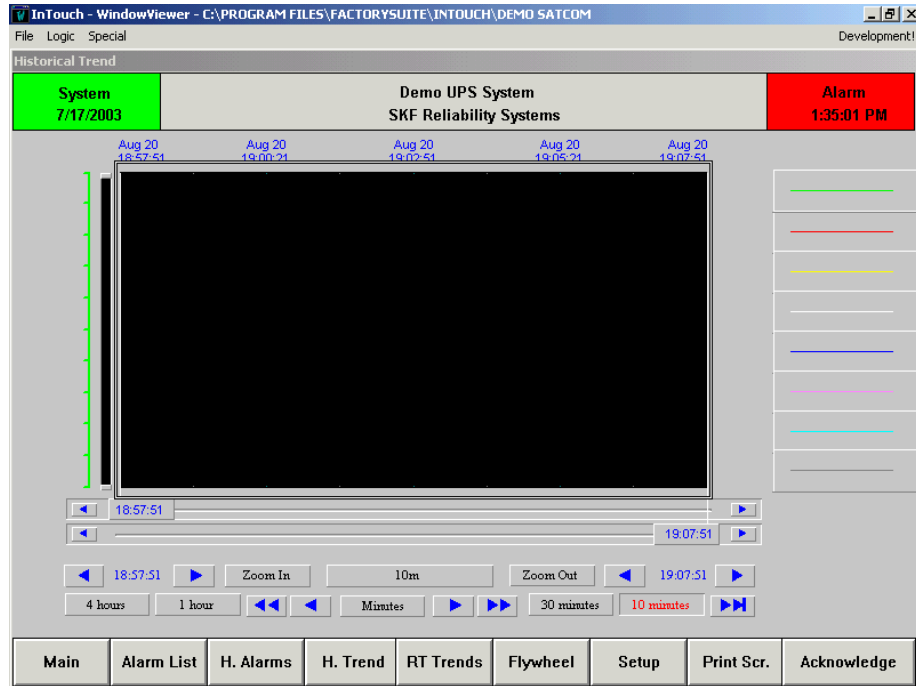 InTouch - WindowViewer - C:\PROGRAM FILES\FACTORYSUITE\INTOUCH\DEMO SATCOM
File Logic Special Development!
Historical Trend
System
7/17/2003
Demo UPS System
SKF Reliability Systems
Alarm
1:35:01 PM
Aug 20 Aug 20 Aug 20 Aug 20 Aug 20
18:57:51 19:00:21 19:02:51 19:05:21 19:07:51
18:57:51
19:07:51
18:57:51 Zoom In 10m Zoom Out 19:07:51
4 hours 1 hour Minutes 30 minutes 10 minutes
Main Alarm List H. Alarms H. Trend RT Trends Flywheel Setup Print Scr. Acknowledge